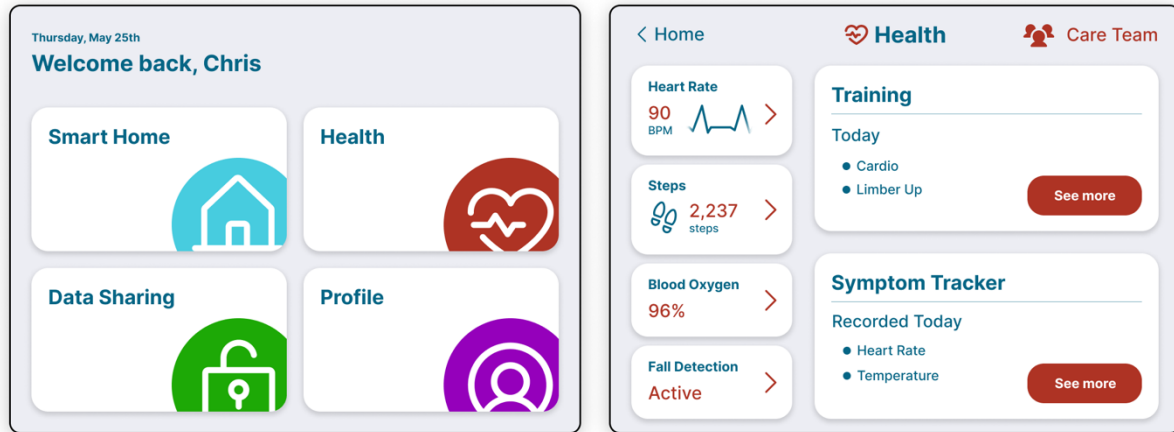 Thursday, May 25th
Welcome back, Chris
Smart Home
Health
Data Sharing
Profile
< Home
Health
Care Team
Heart Rate
90
BPM
Steps
2,237
steps
Blood Oxygen
96%
Fall Detection
Active
Training
Today
• Cardio
• Limber Up
See more
Symptom Tracker
Recorded Today
• Heart Rate
• Temperature
See more